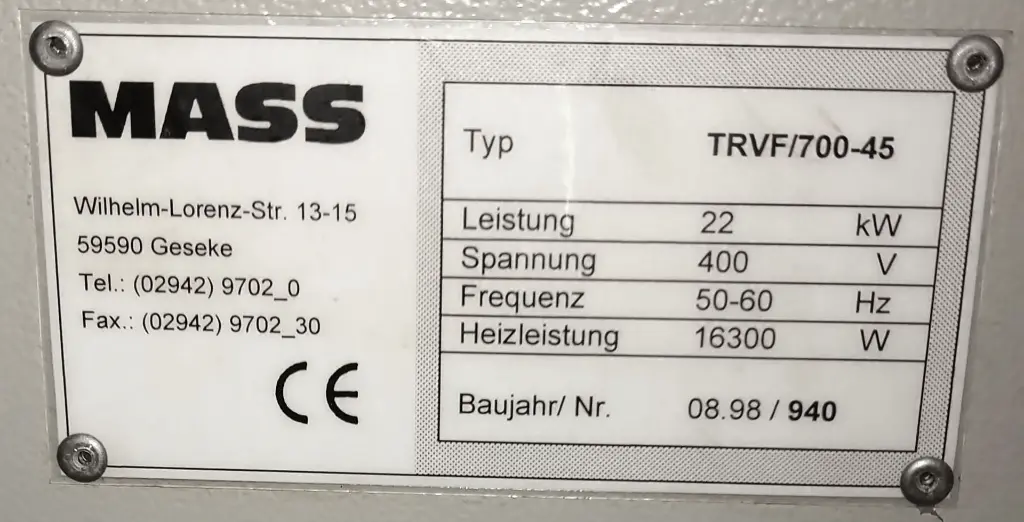 MASS
Wilhelm-Lorenz-Str. 13-15
59590 Geseke
Tel.: (02942) 9702_0
Fax.: (02942) 9702_30
CE
Typ TRVF/700-45
Leistung 22 kW
Spannung 400 V
Frequenz 50-60 Hz
Heizleistung 16300 W
Baujahr/ Nr. 08.98 / 940